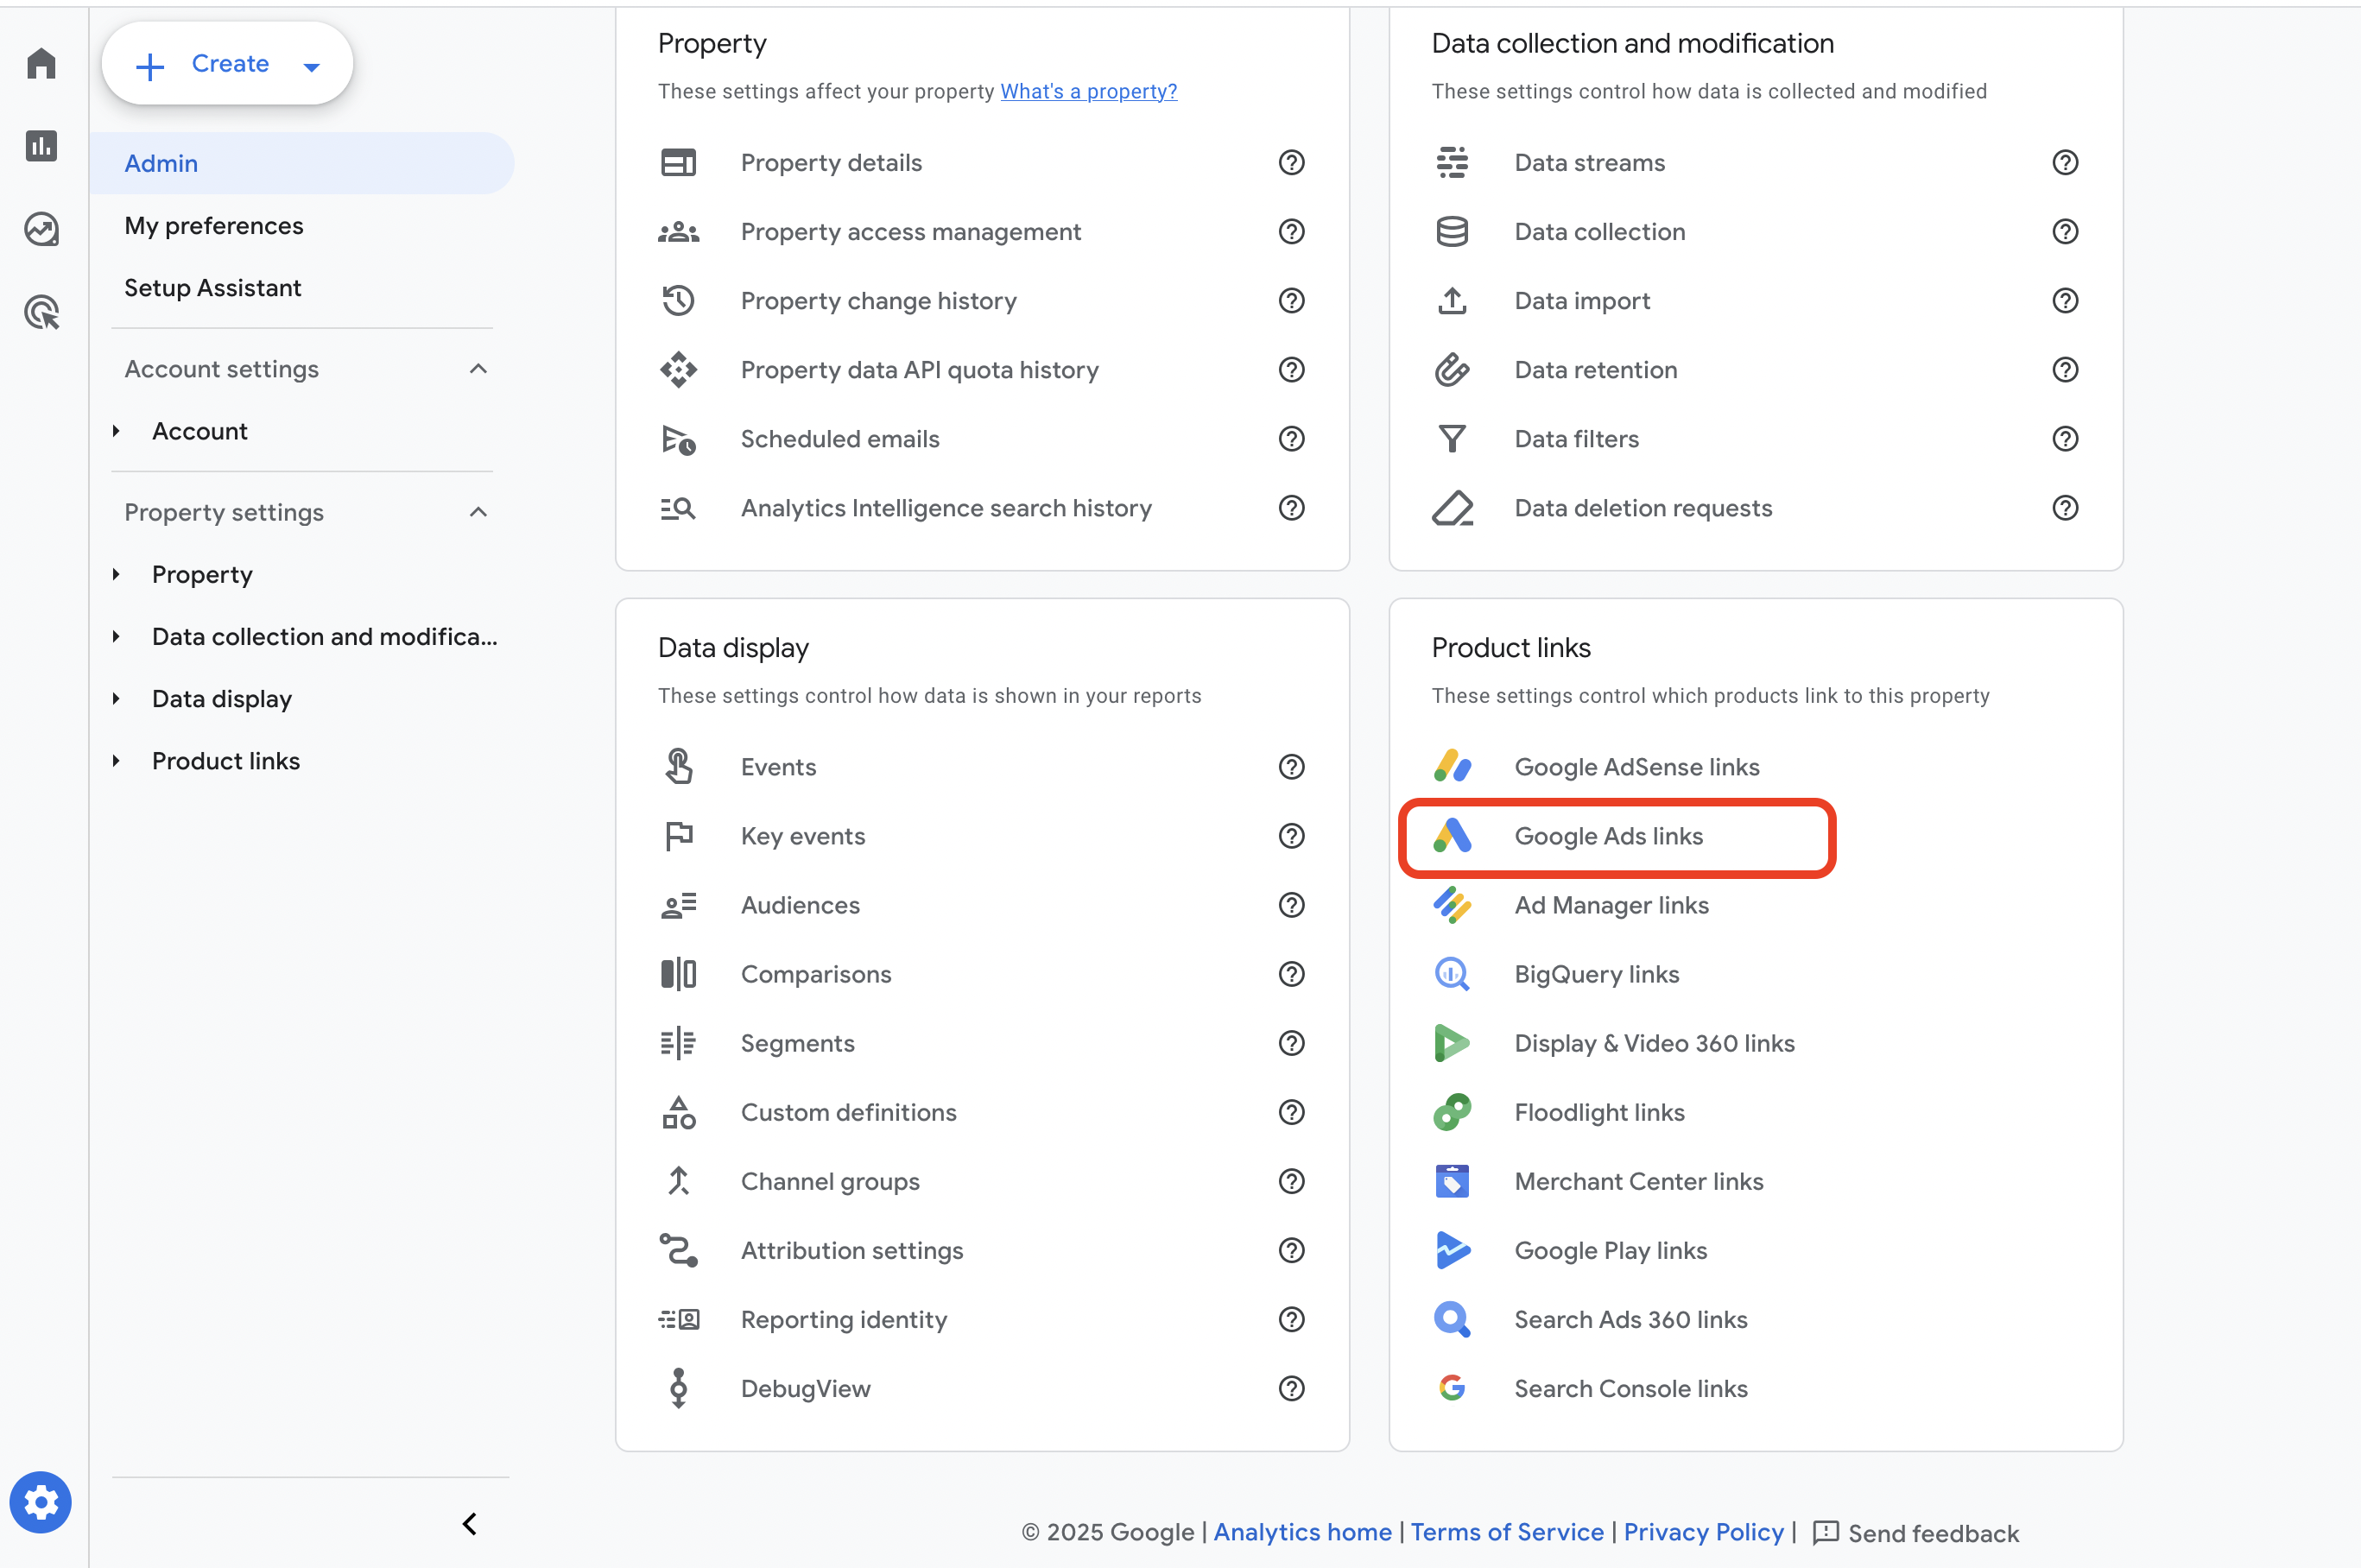 Create
Admin
My preferences
Setup Assistant
Account settings
Account
Property settings
Property
Data collection and modifica...
Data display
Product links
Property
These settings affect your property What's a property?
Property details
Property access management
Property change history
Property data API quota history
Scheduled emails
Analytics Intelligence search history
Data collection and modification
These settings control how data is collected and modified
Data streams
Data collection
Data import
Data retention
Data filters
Data deletion requests
Data display
These settings control how data is shown in your reports
Events
Key events
Audiences
Comparisons
Segments
Custom definitions
Channel groups
Attribution settings
Reporting identity
DebugView
Product links
These settings control which products link to this property
Google AdSense links
Google Ads links
Ad Manager links
BigQuery links
Display & Video 360 links
Floodlight links
Merchant Center links
Google Play links
Search Ads 360 links
Search Console links
© 2025 Google | Analytics home | Terms of Service | Privacy Policy | Send feedback